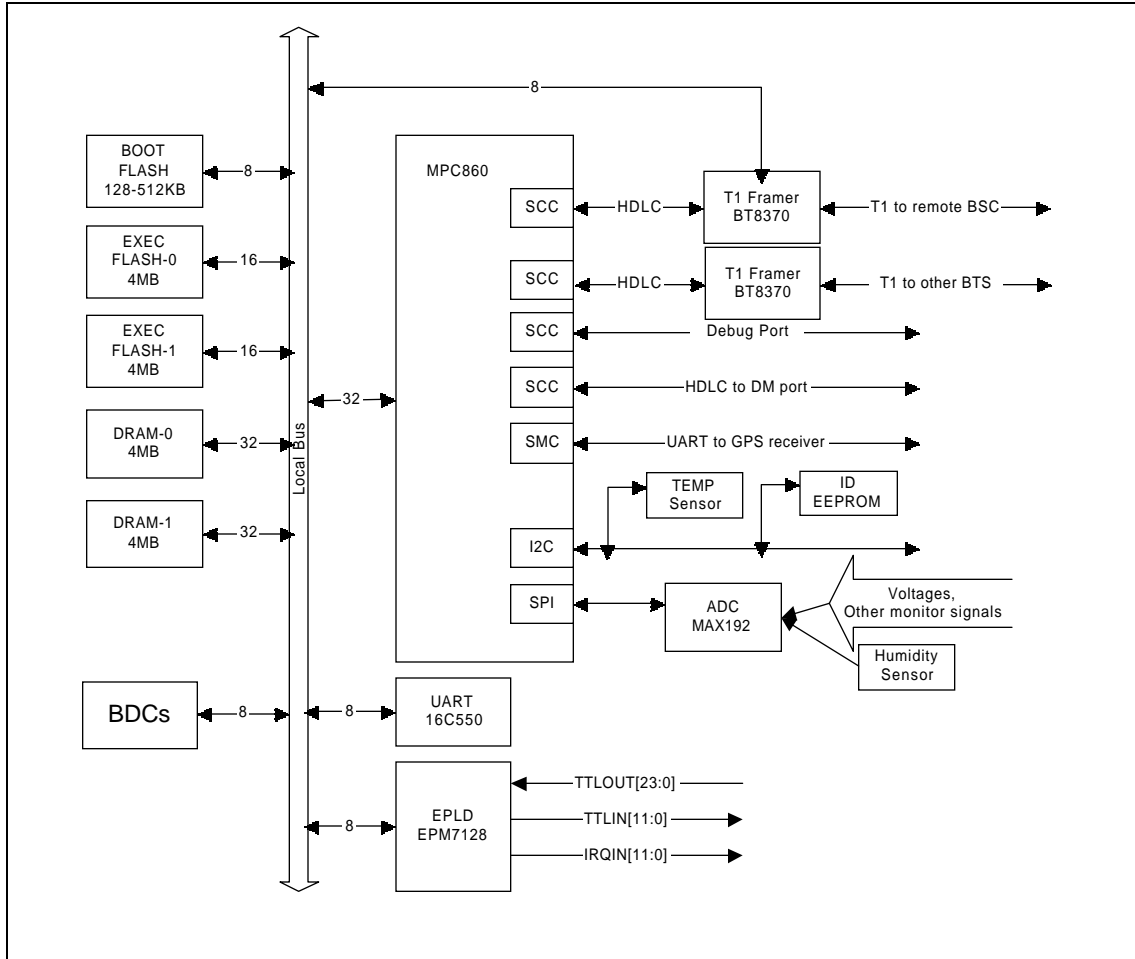 8
BOOT
FLASH
128-512KB
8
EXEC
FLASH-0
4MB
16
EXEC
FLASH-1
4MB
16
DRAM-0
4MB
32
DRAM-1
4MB
32
BDCs
8
Local Bus
32
MPC860
SCC
HDLC
T1 Framer
BT8370
T1 to remote BSC
SCC
HDLC
T1 Framer
BT8370
T1 to other BTS
SCC
Debug Port
SCC
HDLC to DM port
SMC
UART to GPS receiver
TEMP
Sensor
ID
EEPROM
I2C
SPI
ADC
MAX192
Voltages,
Other monitor signals
Humidity
Sensor
8
UART
16C550
8
EPLD
EPM7128
TTLOUT[23:0]
TTLIN[11:0]
IRQIN[11:0]